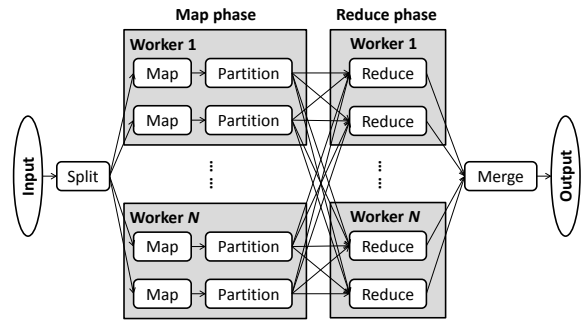 Map phase
Reduce phase
Worker 1
Worker 1
Map
Partition
Reduce
Map
Partition
Reduce
Input
Split
Merge
Output
Worker N
Worker N
Map
Partition
Reduce
Map
Partition
Reduce